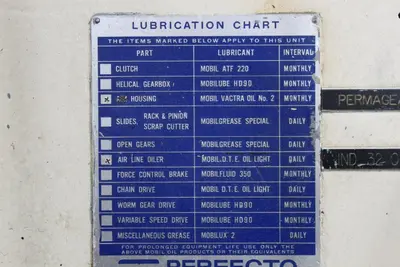 LUBRICATION CHART
THE ITEMS MARKED BELOW APPLY TO THIS UNIT
PART LUBRICANT INTERVAL
CLUTCH MOBIL ATF 220 MONTHLY
HELICAL GEARBOX MOBILUBE HD90 MONTHLY
HOUSING MOBIL VACTRA OIL No. 2 MONTHLY
SLIDES, RACK & PINION
SCRAP CUTTER MOBILGREASE SPECIAL DAILY
OPEN GEARS MOBILGREASE SPECIAL DAILY
AIR LINE OILER MOBIL D.T.E. OIL LIGHT DAILY
FORCE CONTROL BRAKE MOBILFLUID 350 MONTHLY
CHAIN DRIVE MOBIL D.T.E. OIL LIGHT DAILY
WORM GEAR DRIVE MOBILUBE HD90 MONTHLY
VARIABLE SPEED DRIVE MOBILUBE HD90 MONTHLY
MISCELLANEOUS GREASE MOBILUX 2 DAILY
FOR PROLONGED EQUIPMENT LIFE USE ONLY THE
ABOVE MOBIL OIL PRODUCTS OR THEIR EQUIVALENTS
PERFECTO
PERMAGEA
32